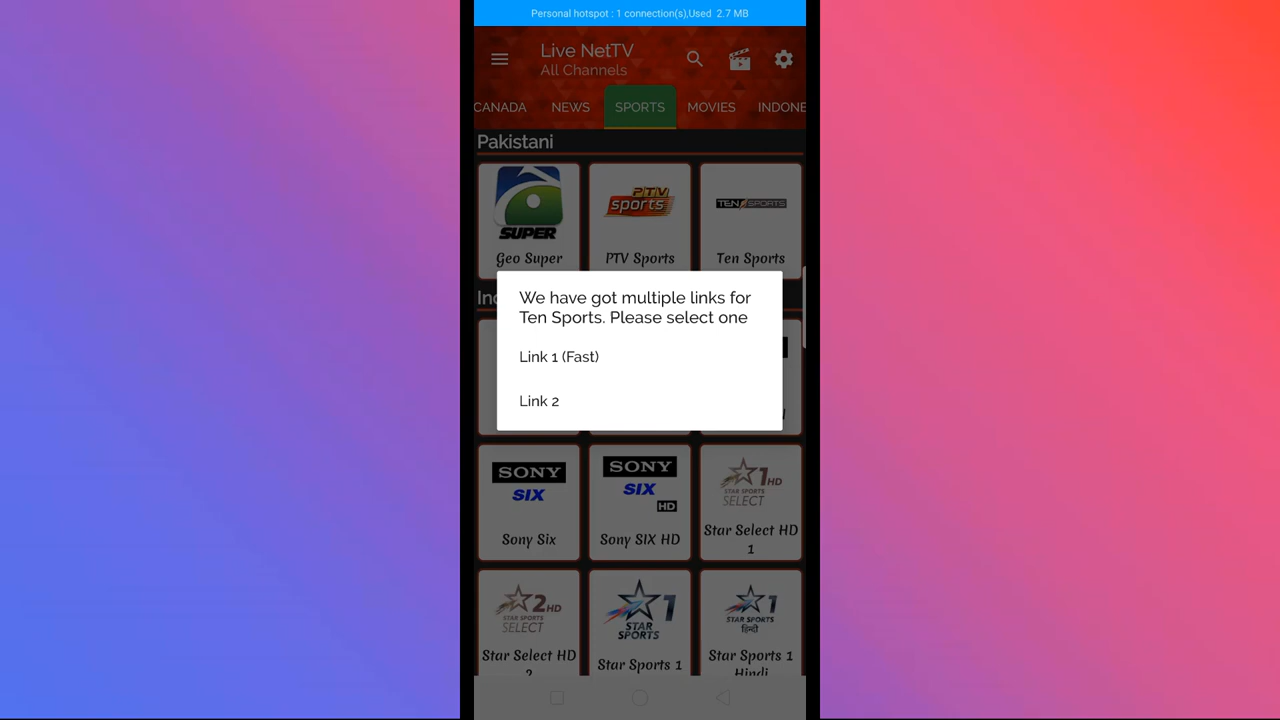 Personal hotspot : 1 connection(s),Used 2.7 MB
Live NetTV
All Channels
CANADA NEWS SPORTS MOVIES INDONE
Pakistani
SUPER PTV sports TEN SPORTS
Geo Super PTV Sports Ten Sports
We have got multiple links for
Ten Sports. Please select one
Link 1 (Fast)
Link 2
SONY SIX SONY SIX HD STAR SPORTS SELECT 1HD
Sony Six Sony SIX HD Star Select HD
1
STAR SPORTS SELECT 2HD STAR SPORTS 1 STAR SPORTS 1 हिन्दी
Star Select HD Star Sports 1 Star Sports 1
2 Hindi